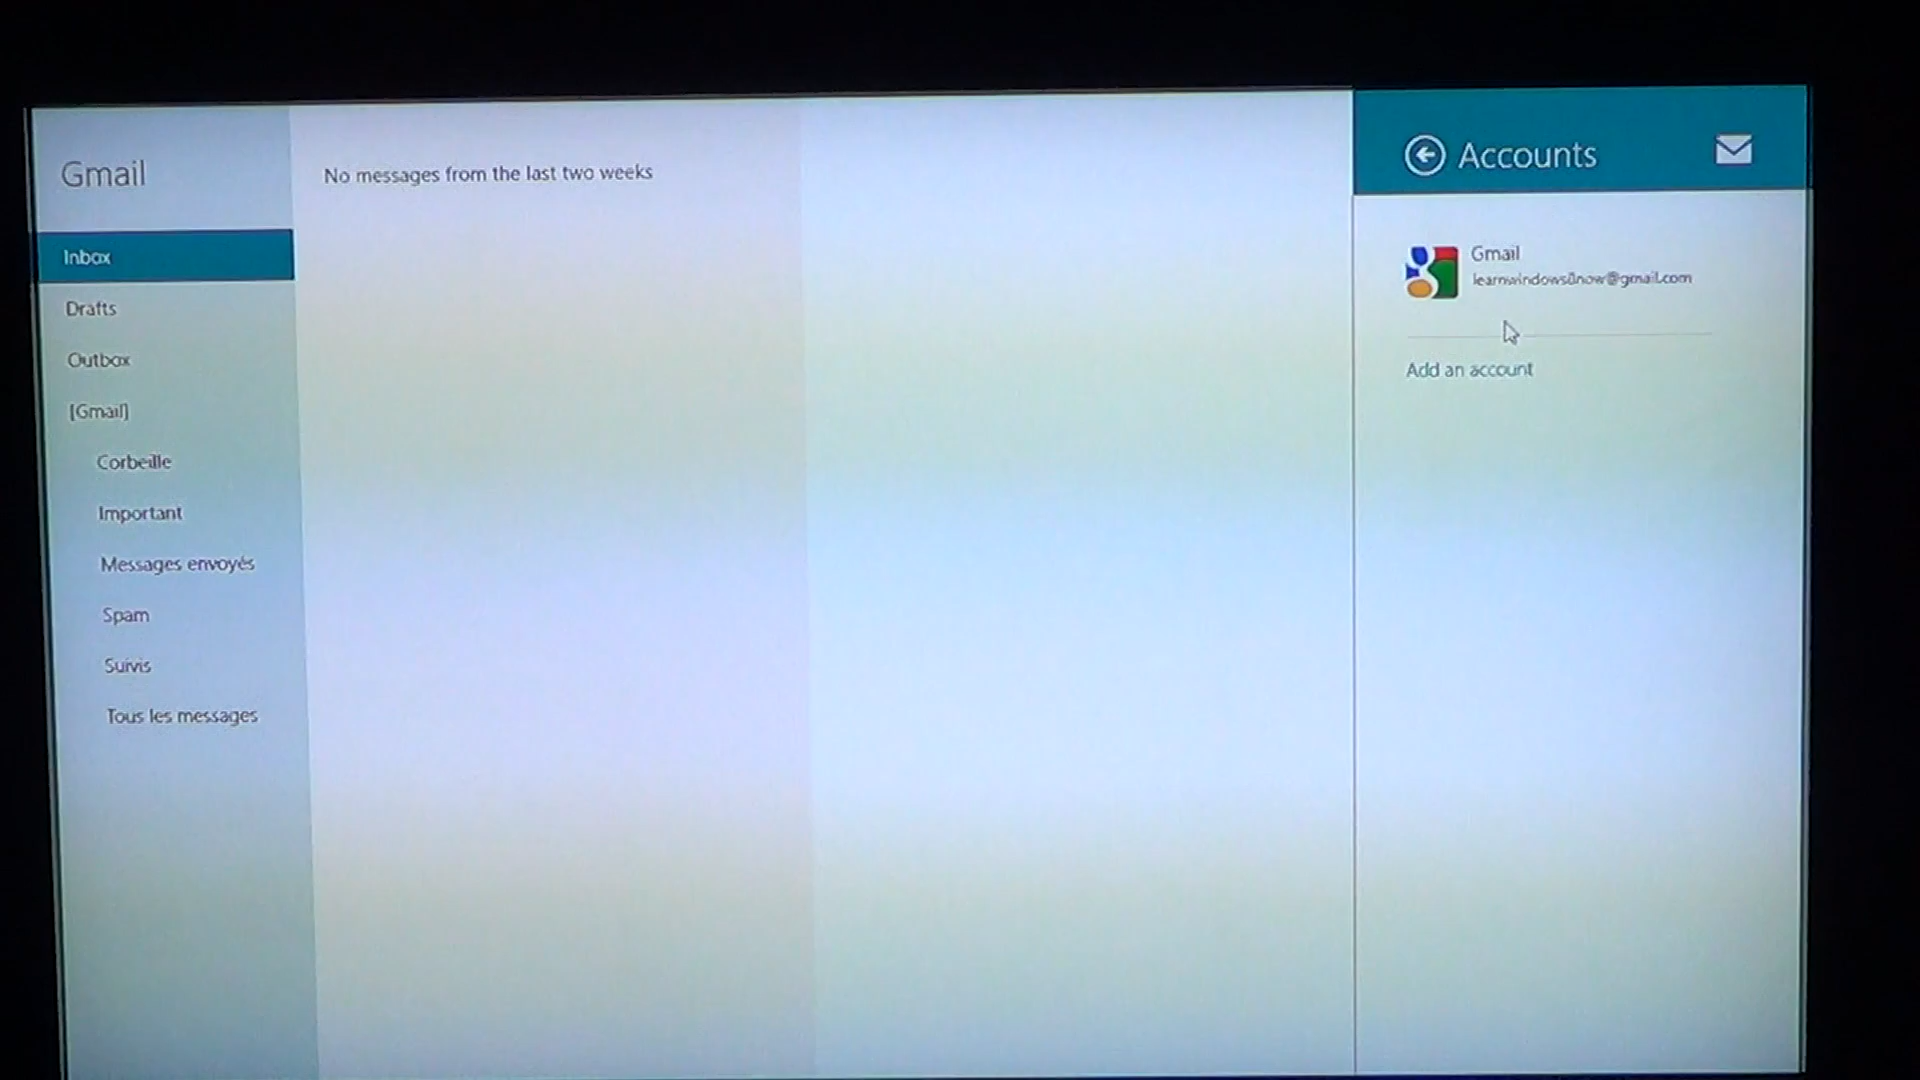 Gmail
Inbox
Drafts
Outbox
[Gmail]
Corbeille
Important
Messages envoyés
Spam
Suivis
Tous les messages
No messages from the last two weeks
Accounts
Gmail
learnwindows8now@gmail.com
Add an account